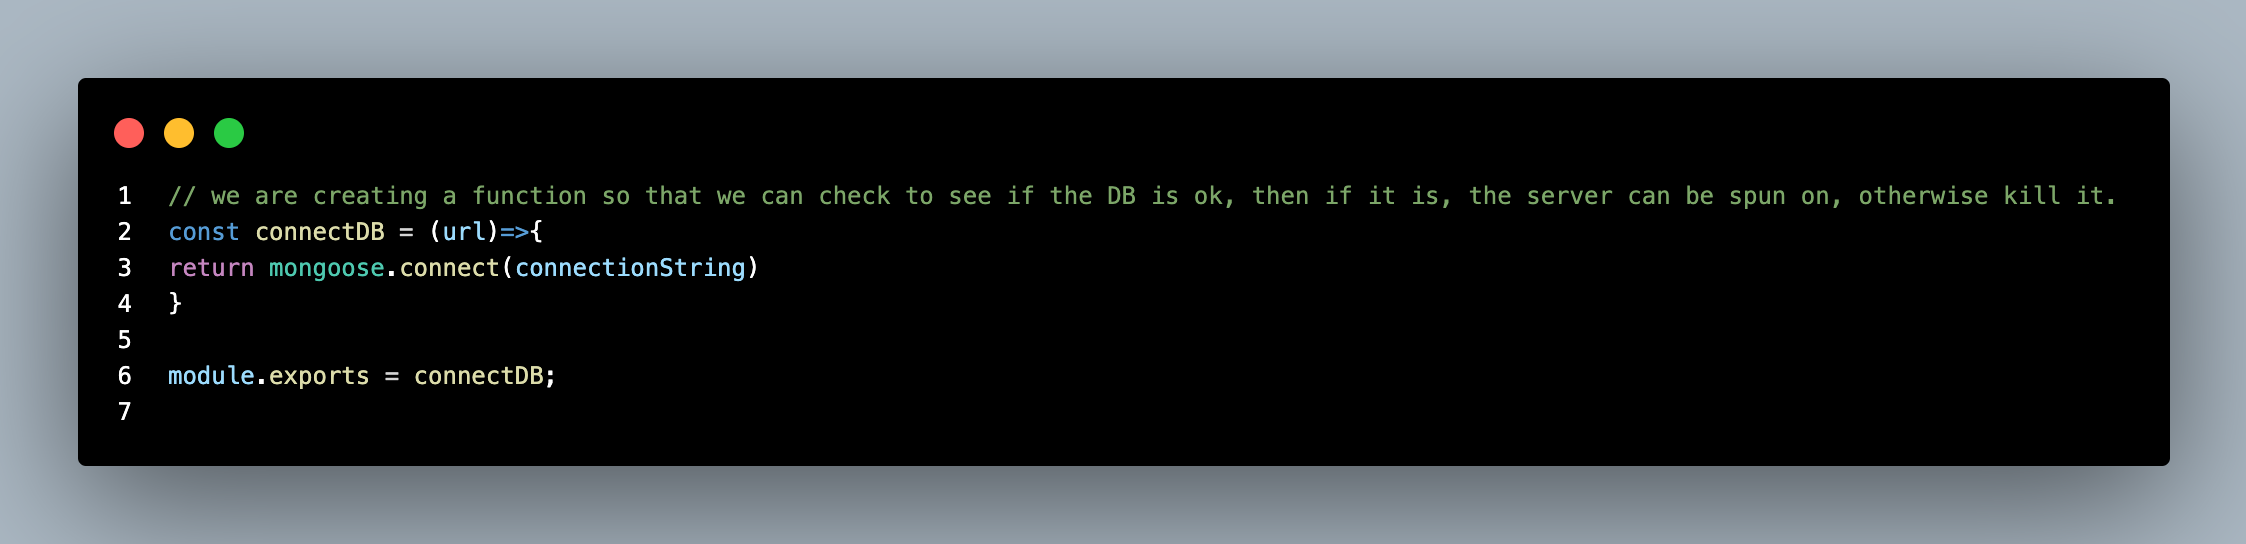 1 // we are creating a function so that we can check to see if the DB is ok, then if it is, the server can be spun on, otherwise kill it.
2 const connectDB = (url)=>{
3 return mongoose.connect(connectionString)
4 }
5
6 module.exports = connectDB;
7